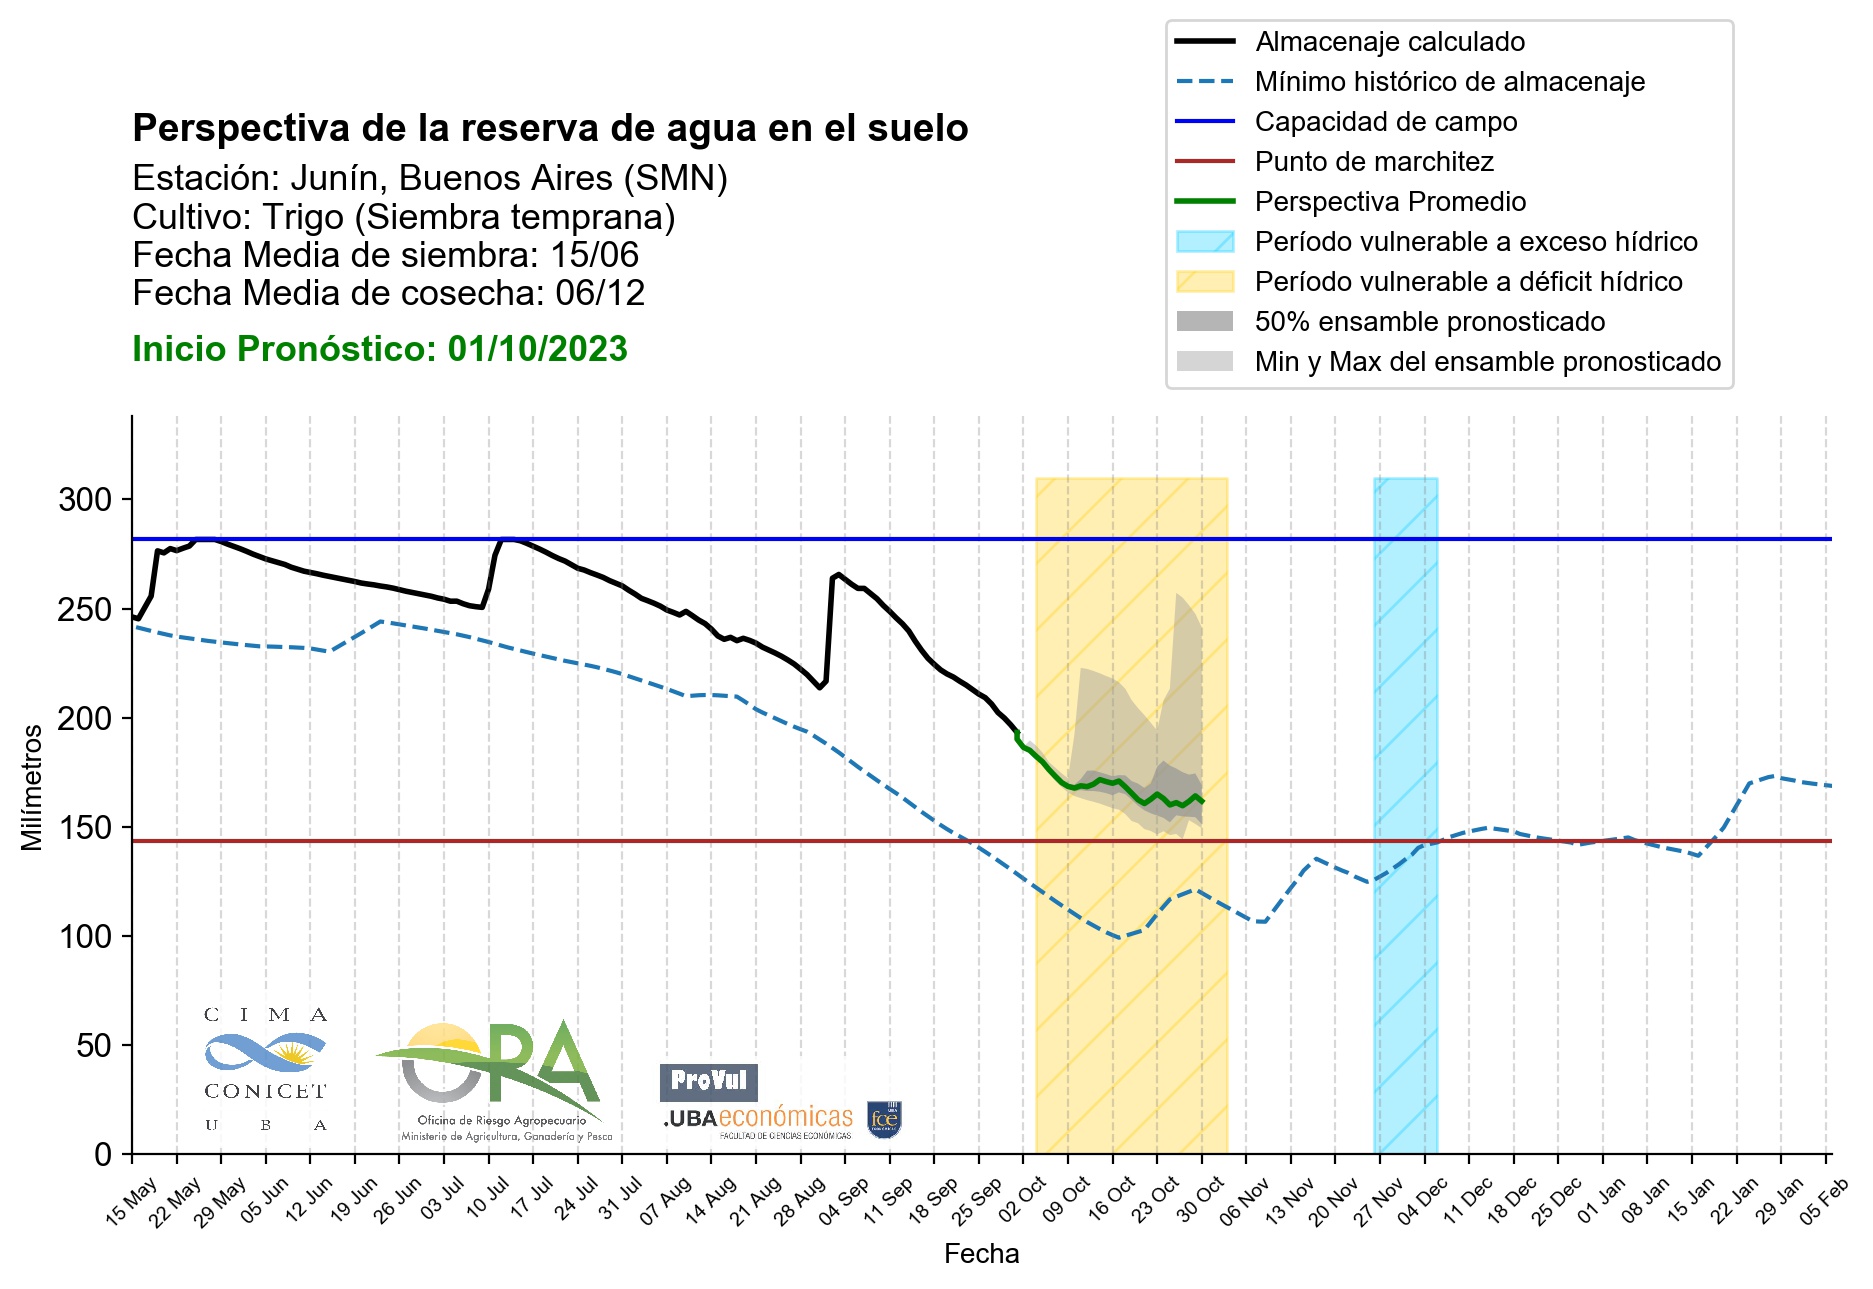 Almacenaje calculado
Mínimo histórico de almacenaje
Capacidad de campo
Punto de marchitez
Perspectiva Promedio
Período vulnerable a exceso hídrico
Período vulnerable a déficit hídrico
50% ensamble pronosticado
Min y Max del ensamble pronosticado
Perspectiva de la reserva de agua en el suelo
Estación: Junín, Buenos Aires (SMN)
Cultivo: Trigo (Siembra temprana)
Fecha Media de siembra: 15/06
Fecha Media de cosecha: 06/12
Inicio Pronóstico: 01/10/2023
Milímetros
300
250
200
150
100
50
0
CIMA
CONICET
UBA
ORA
Oficina de Riesgo Agropecuario
Ministerio de Agricultura, Ganadería y Pesca
ProVul
.UBAeconómicas
FACULTAD DE CIENCIAS ECONÓMICAS
fce
15 May
22 May
29 May
05 Jun
12 Jun
19 Jun
26 Jun
03 Jul
10 Jul
17 Jul
24 Jul
31 Jul
07 Aug
14 Aug
21 Aug
28 Aug
04 Sep
11 Sep
18 Sep
25 Sep
02 Oct
09 Oct
16 Oct
23 Oct
30 Oct
06 Nov
13 Nov
20 Nov
27 Nov
04 Dec
11 Dec
18 Dec
25 Dec
01 Jan
08 Jan
15 Jan
22 Jan
29 Jan
05 Feb
Fecha